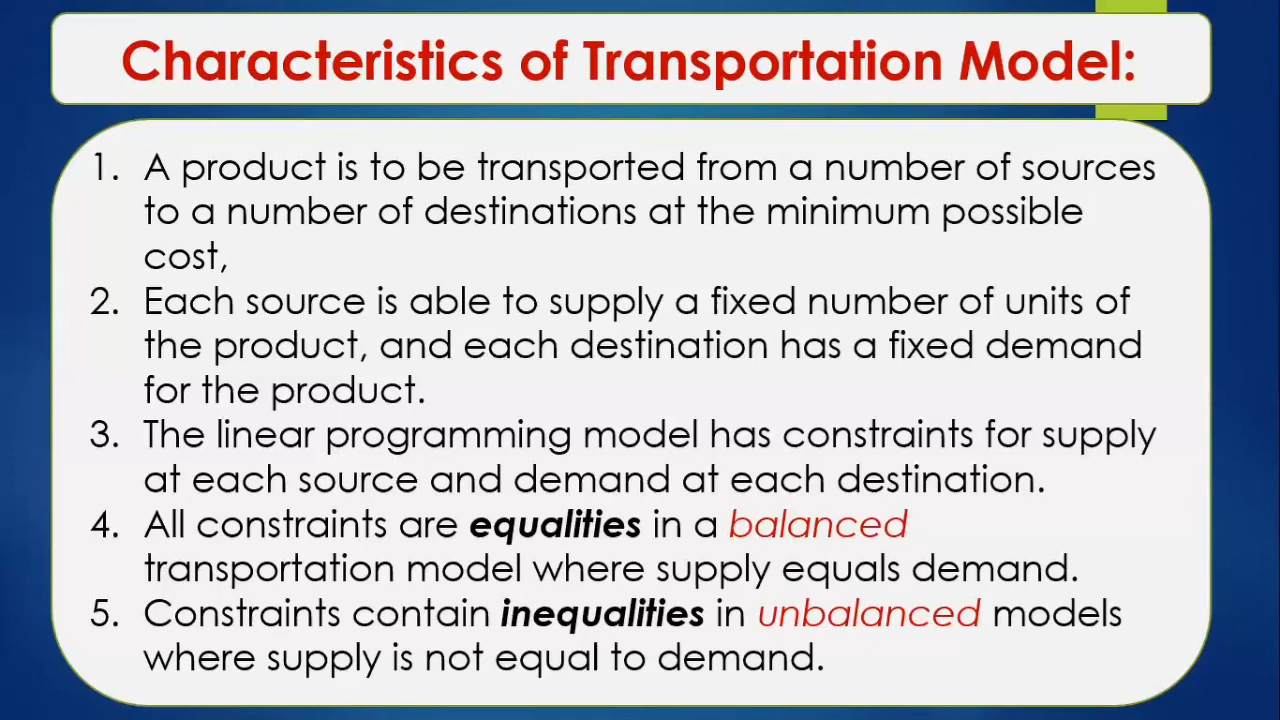 Characteristics of Transportation Model:
1. A product is to be transported from a number of sources
to a number of destinations at the minimum possible
cost,
2. Each source is able to supply a fixed number of units of
the product, and each destination has a fixed demand
for the product.
3. The linear programming model has constraints for supply
at each source and demand at each destination.
4. All constraints are equalities in a balanced
transportation model where supply equals demand.
5. Constraints contain inequalities in unbalanced models
where supply is not equal to demand.